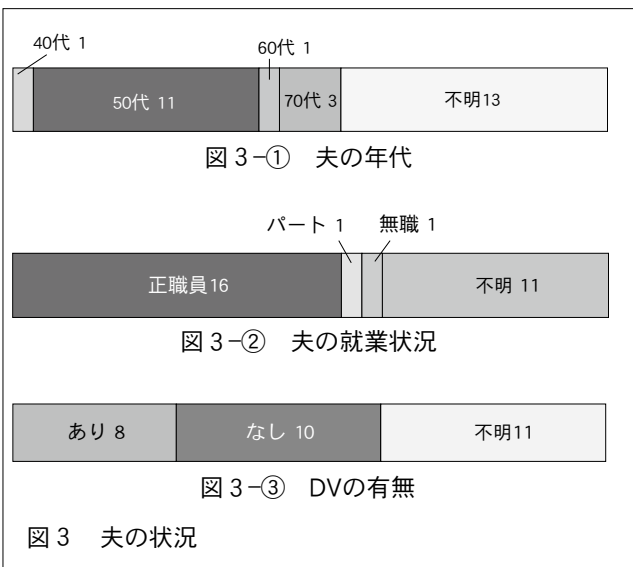 40代 1
60代 1
50代 11
70代 3
不明13
図3-① 夫の年代
パート 1 無職 1
正職員16
不明 11
図3-② 夫の就業状況
あり 8
なし 10
不明11
図3-③ DVの有無
図3 夫の状況